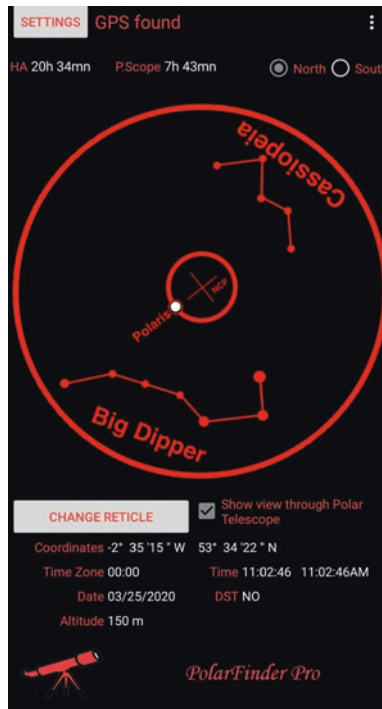 SETTINGS GPS found
HA 20h 34mn P.Scope 7h 43mn North Sout
Cassiopeia
NCP
Polaris
Big Dipper
CHANGE RETICLE Show view through Polar
Telescope
Coordinates -2° 35 '15 " W 53° 34 '22 " N
Time Zone 00:00 Time 11:02:46 11:02:46AM
Date 03/25/2020 DST NO
Altitude 150 m
PolarFinder Pro